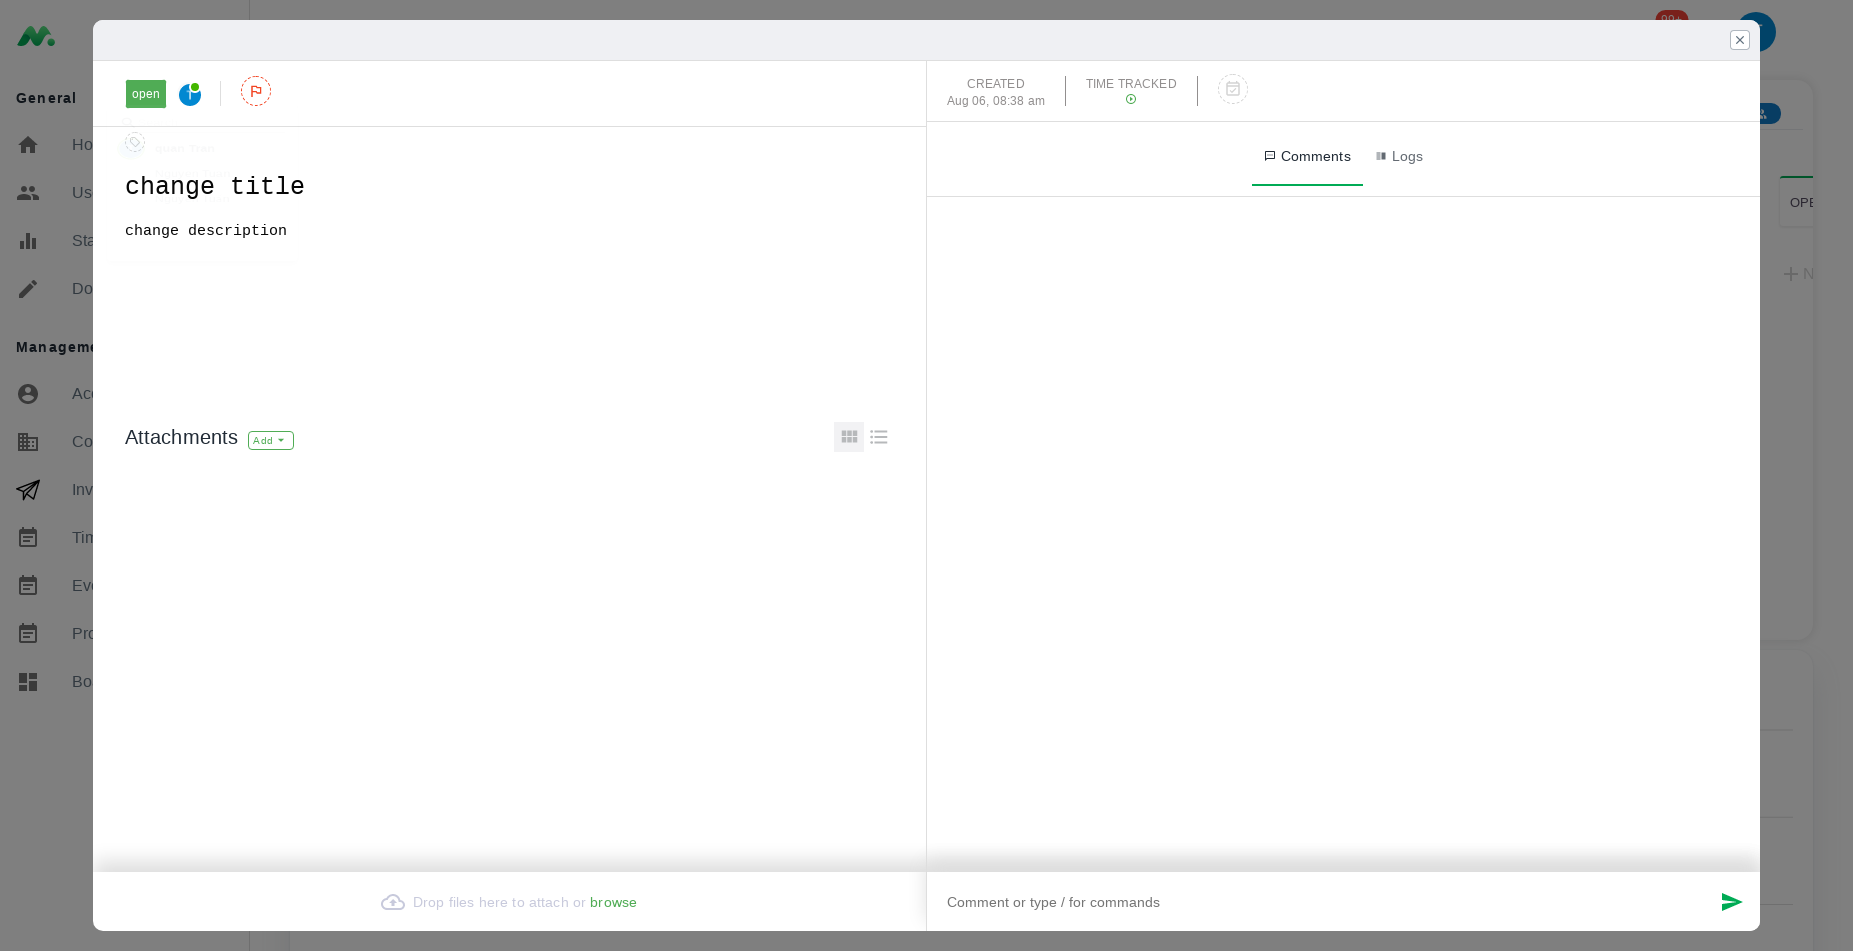 99+
General
Ho
Us
Sta
Do
Manageme
Acc
Co
Inv
Tim
Eve
Pro
Bo
open
T
quan Tran
change title
change description
Attachments
Add
Drop files here to attach or browse
CREATED
Aug 06, 08:38 am
TIME TRACKED
Comments
Logs
Comment or type / for commands
OPE
N